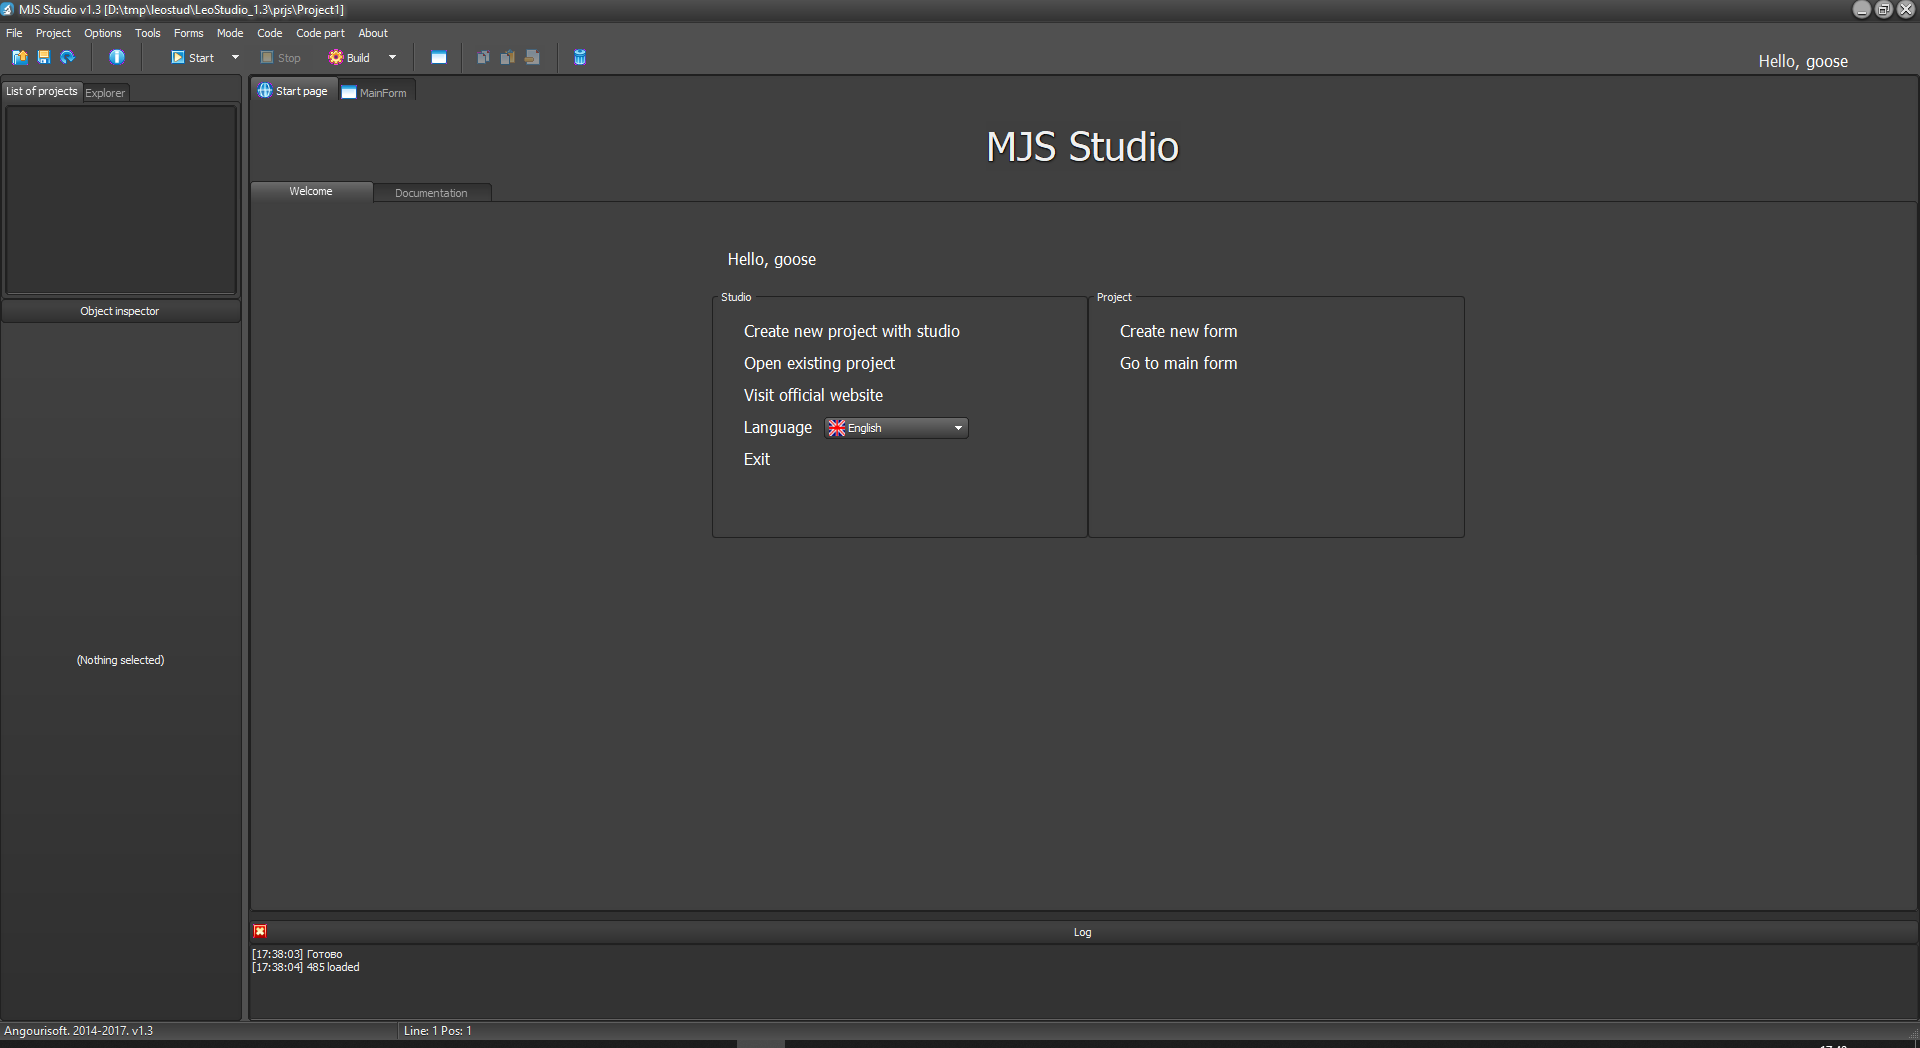 MJS Studio v1.3 [D:\tmp\leostud\LeoStudio_1.3\prjs\Project1]
File Project Options Tools Forms Mode Code Code part About
Start Stop Build
Hello, goose
List of projects Explorer
Start page MainForm
MJS Studio
Welcome Documentation
Hello, goose
Studio
Create new project with studio
Open existing project
Visit official website
Language English
Exit
Project
Create new form
Go to main form
Object inspector
(Nothing selected)
Log
[17:38:03] Готово
[17:38:04] 485 loaded
Angourisoft. 2014-2017. v1.3
Line: 1 Pos: 1